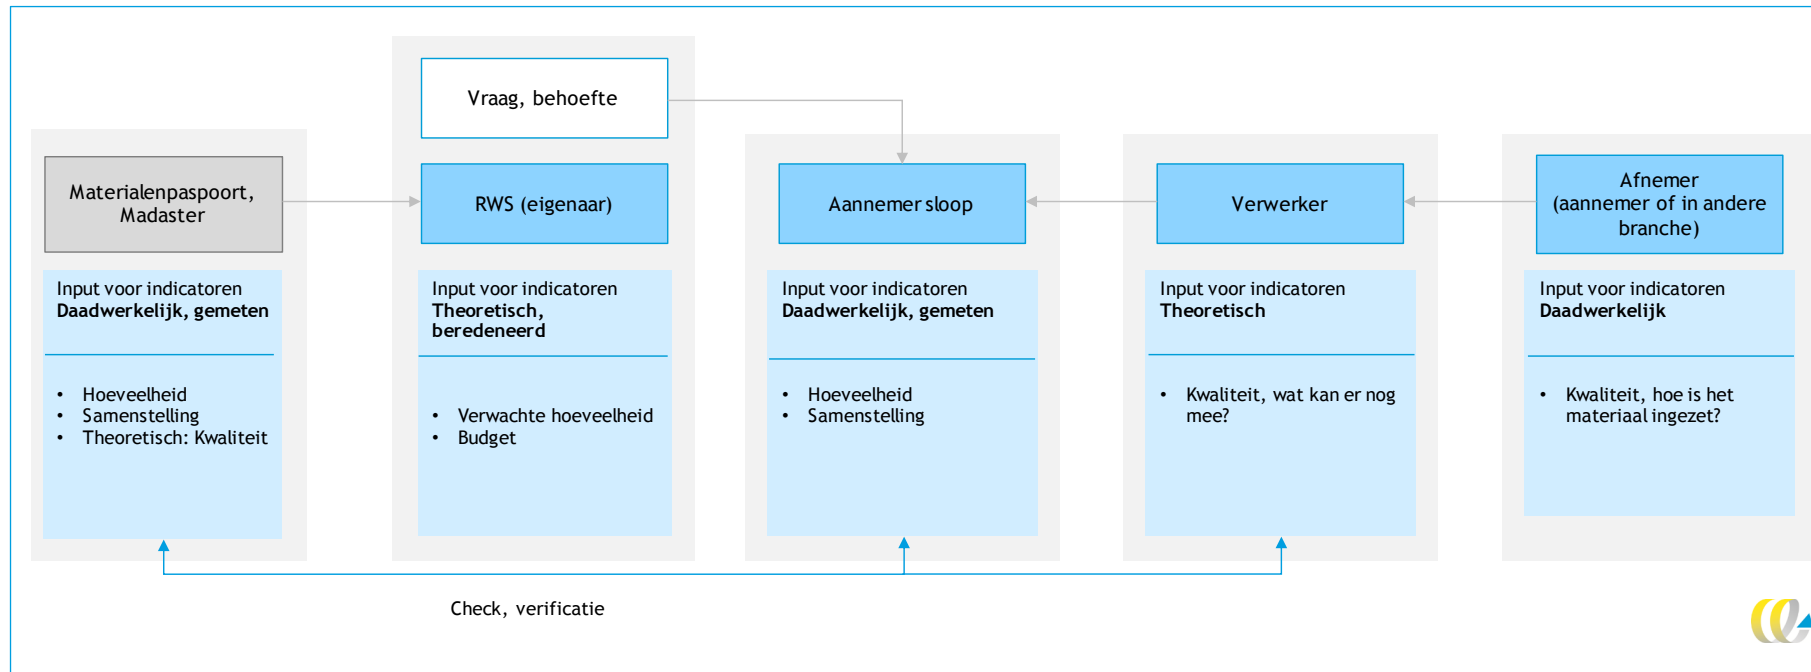 Vraag, behoefte
Materialenpaspoort,
Madaster
RWS (eigenaar)
Aannemer sloop
Verwerker
Afnemer
(aannemer of in andere
branche)
Input voor indicatoren
Daadwerkelijk, gemeten
• Hoeveelheid
• Samenstelling
• Theoretisch: Kwaliteit
Input voor indicatoren
Theoretisch,
beredeneerd
• Verwachte hoeveelheid
• Budget
Input voor indicatoren
Daadwerkelijk, gemeten
• Hoeveelheid
• Samenstelling
Input voor indicatoren
Theoretisch
• Kwaliteit, wat kan er nog
mee?
Input voor indicatoren
Daadwerkelijk
• Kwaliteit, hoe is het
materiaal ingezet?
Check, verificatie